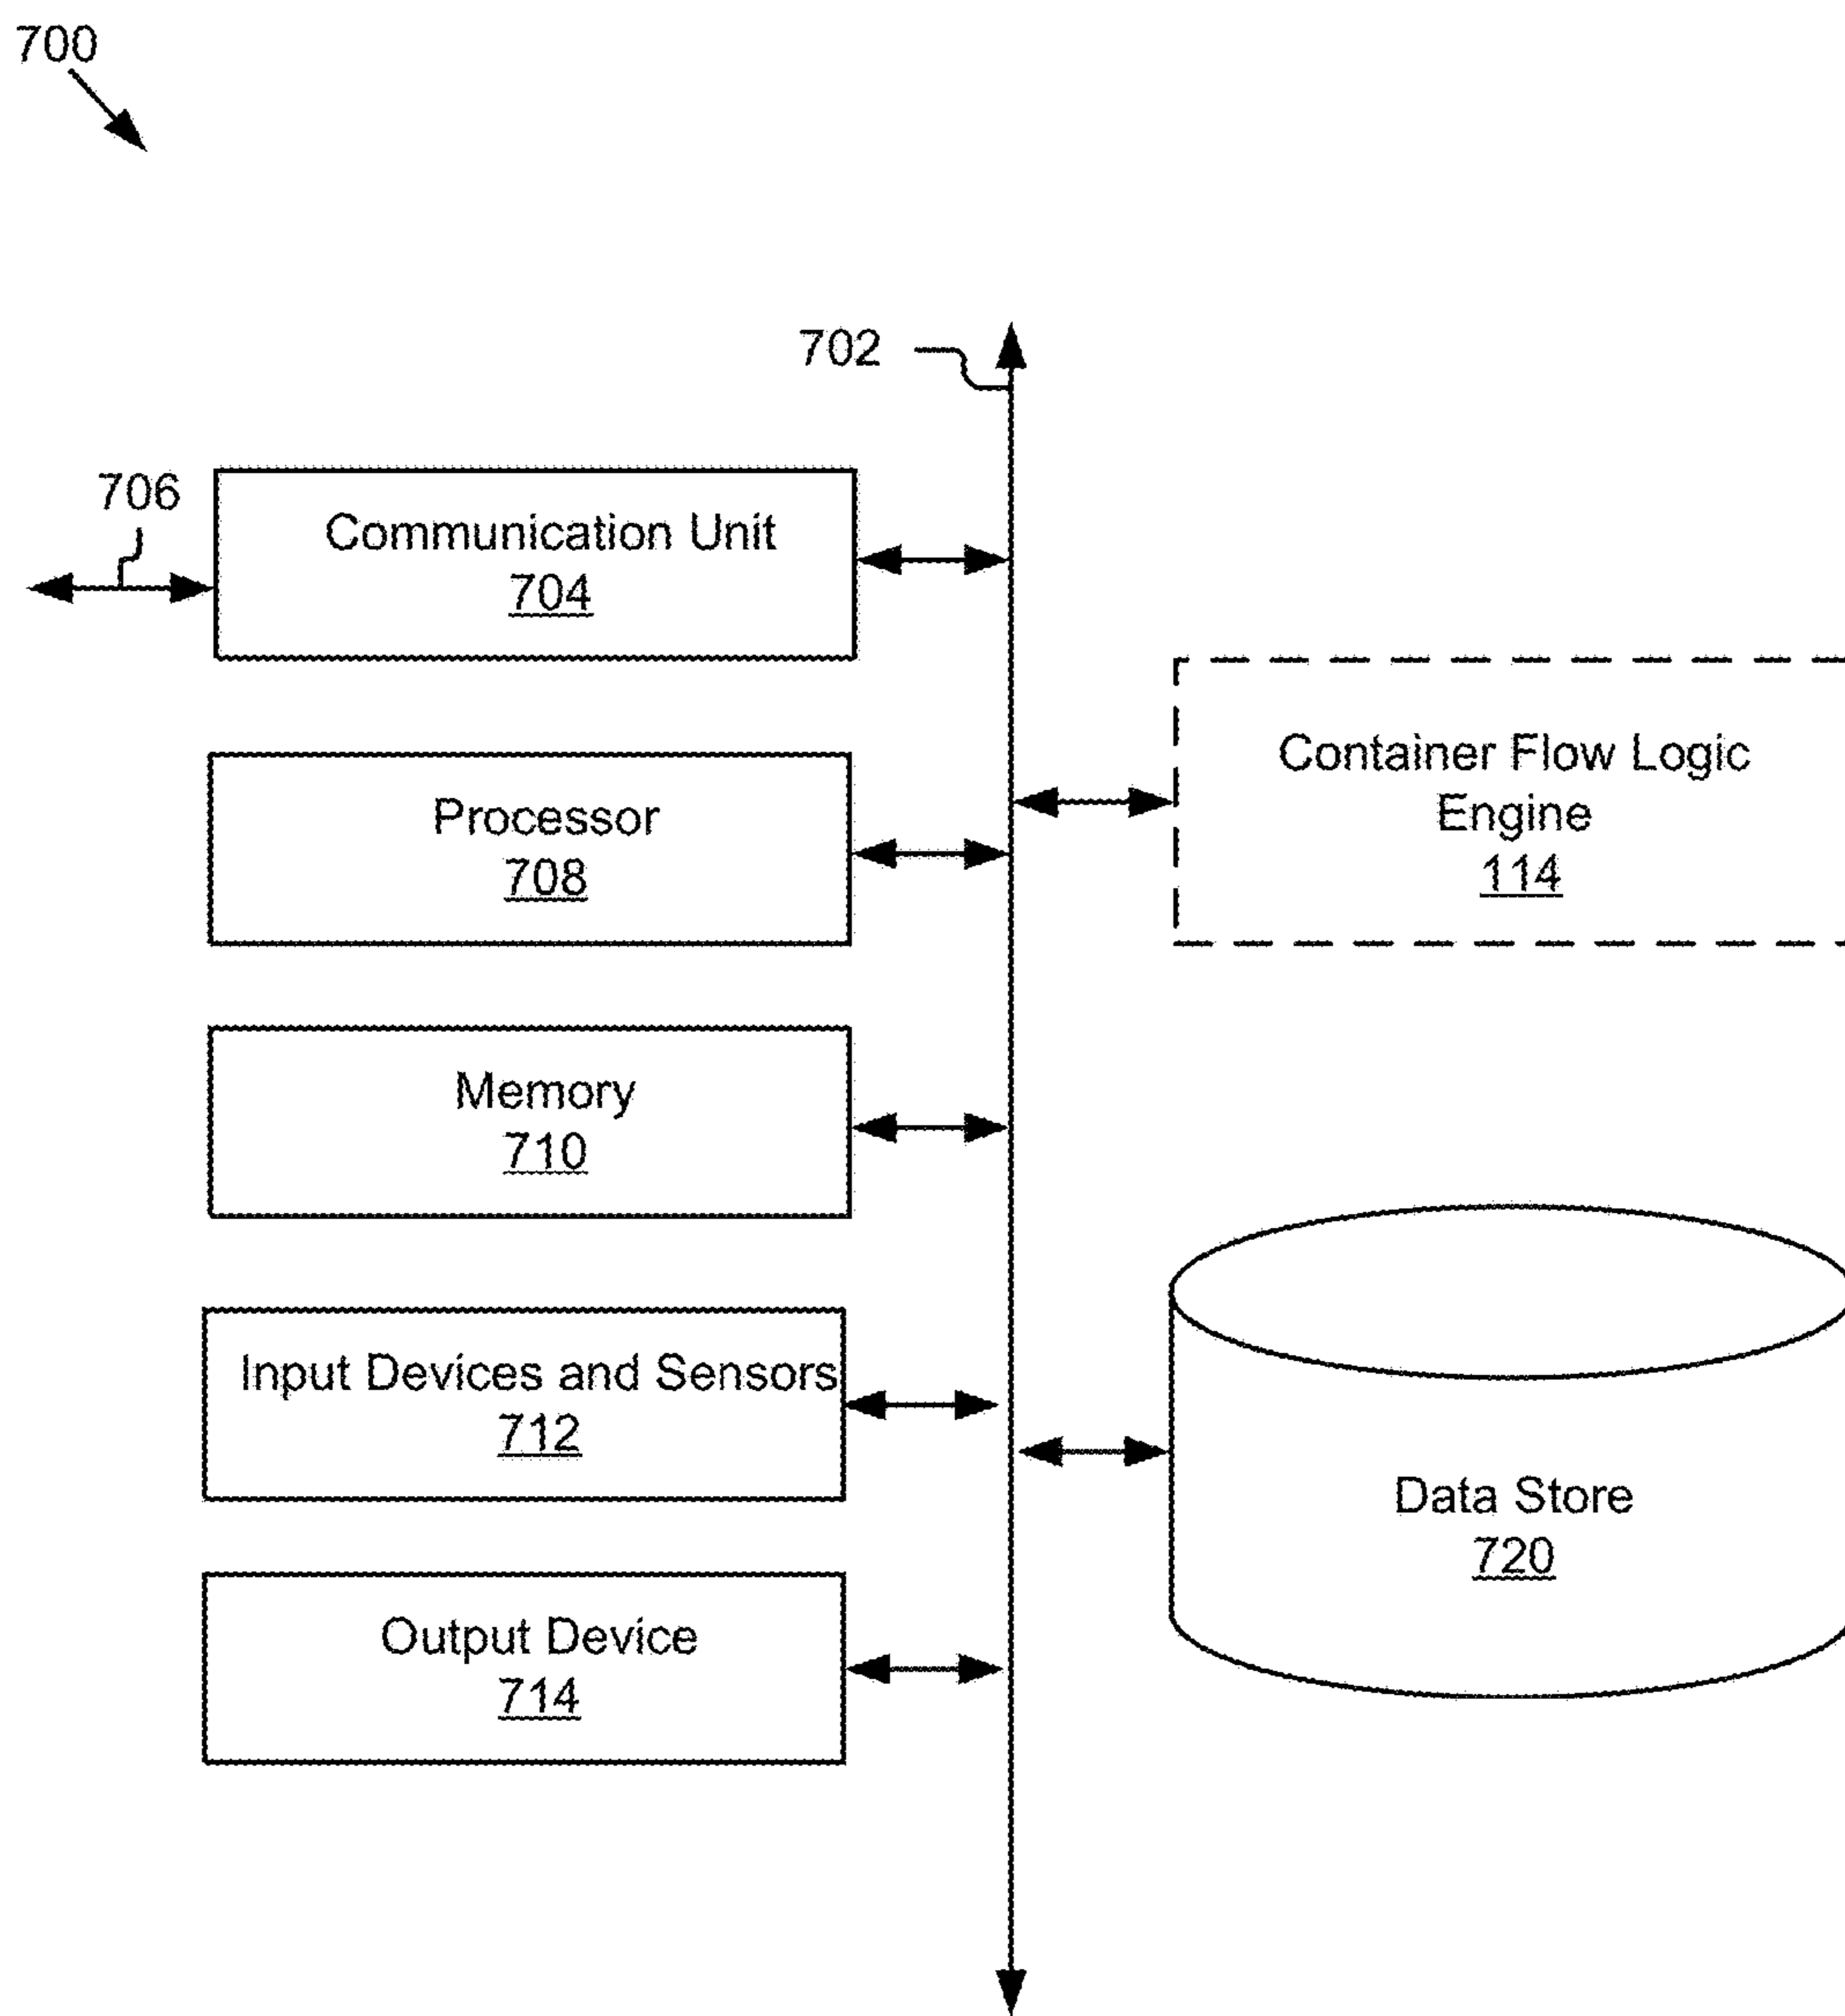 700
702
706
Communication Unit
704
Processor
708
Container Flow Logic
Engine
114
Memory
710
Input Devices and Sensors
712
Data Store
720
Output Device
714